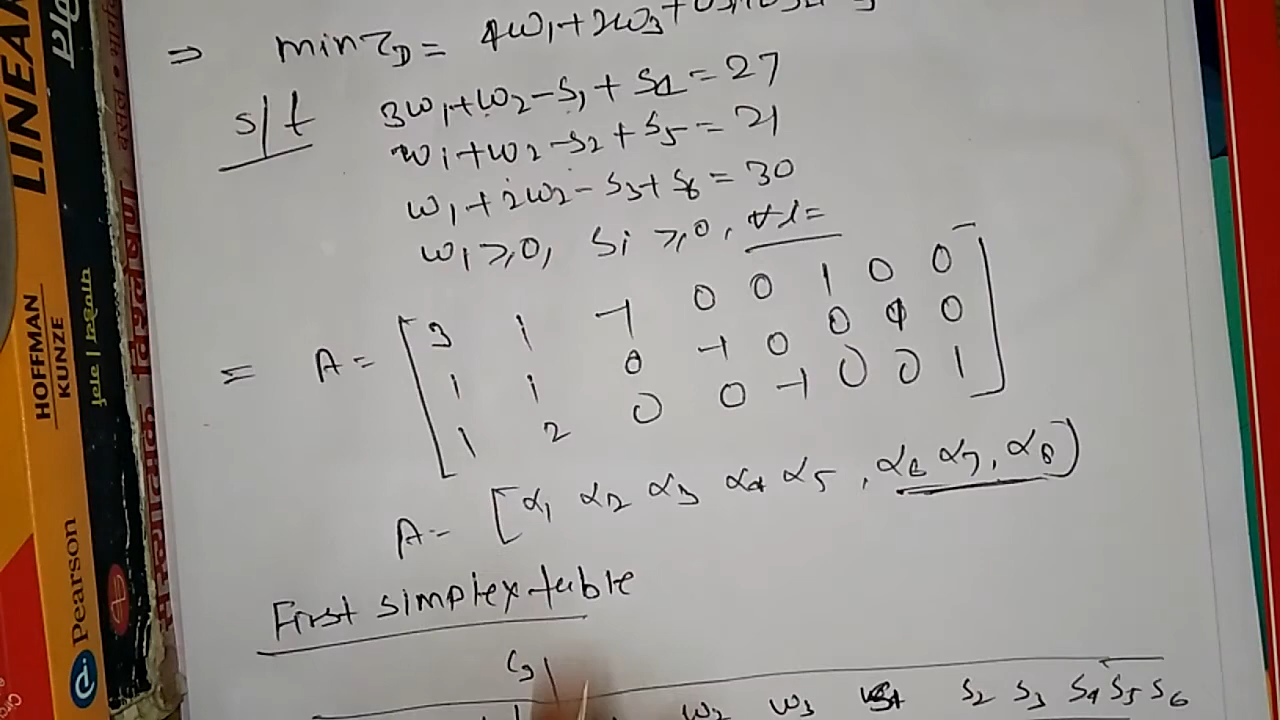 ⇒ min Z_D = 4w₁+2w₃+
s/t 3w₁+w₂-s₁+s₄=27
w₁+w₂-s₂+s₅=21
w₁+2w₂-s₃+s₆=30
w₁≥0, si≥0, ∀i=
= A = [3 1 -1 0 0 1 0 0
1 1 0 -1 0 0 1 0
1 2 0 0 -1 0 0 1]
A= [α₁ α₂ α₃ α₄ α₅, α₆ α₇, α₈)
First simplex table
Cj
w₂ w₃ s₂ s₃ s₄ s₅ s₆
LINEAR
HOFFMAN
KUNZE
Pearson